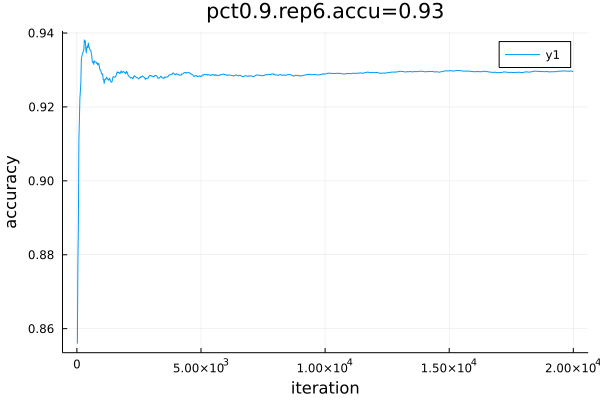 pct0.9.rep6.accu=0.93
0.94
0.92
0.90
0.88
0.86
accuracy
y1
0
5.00×10³
1.00×10⁴
1.50×10⁴
2.00×10⁴
iteration